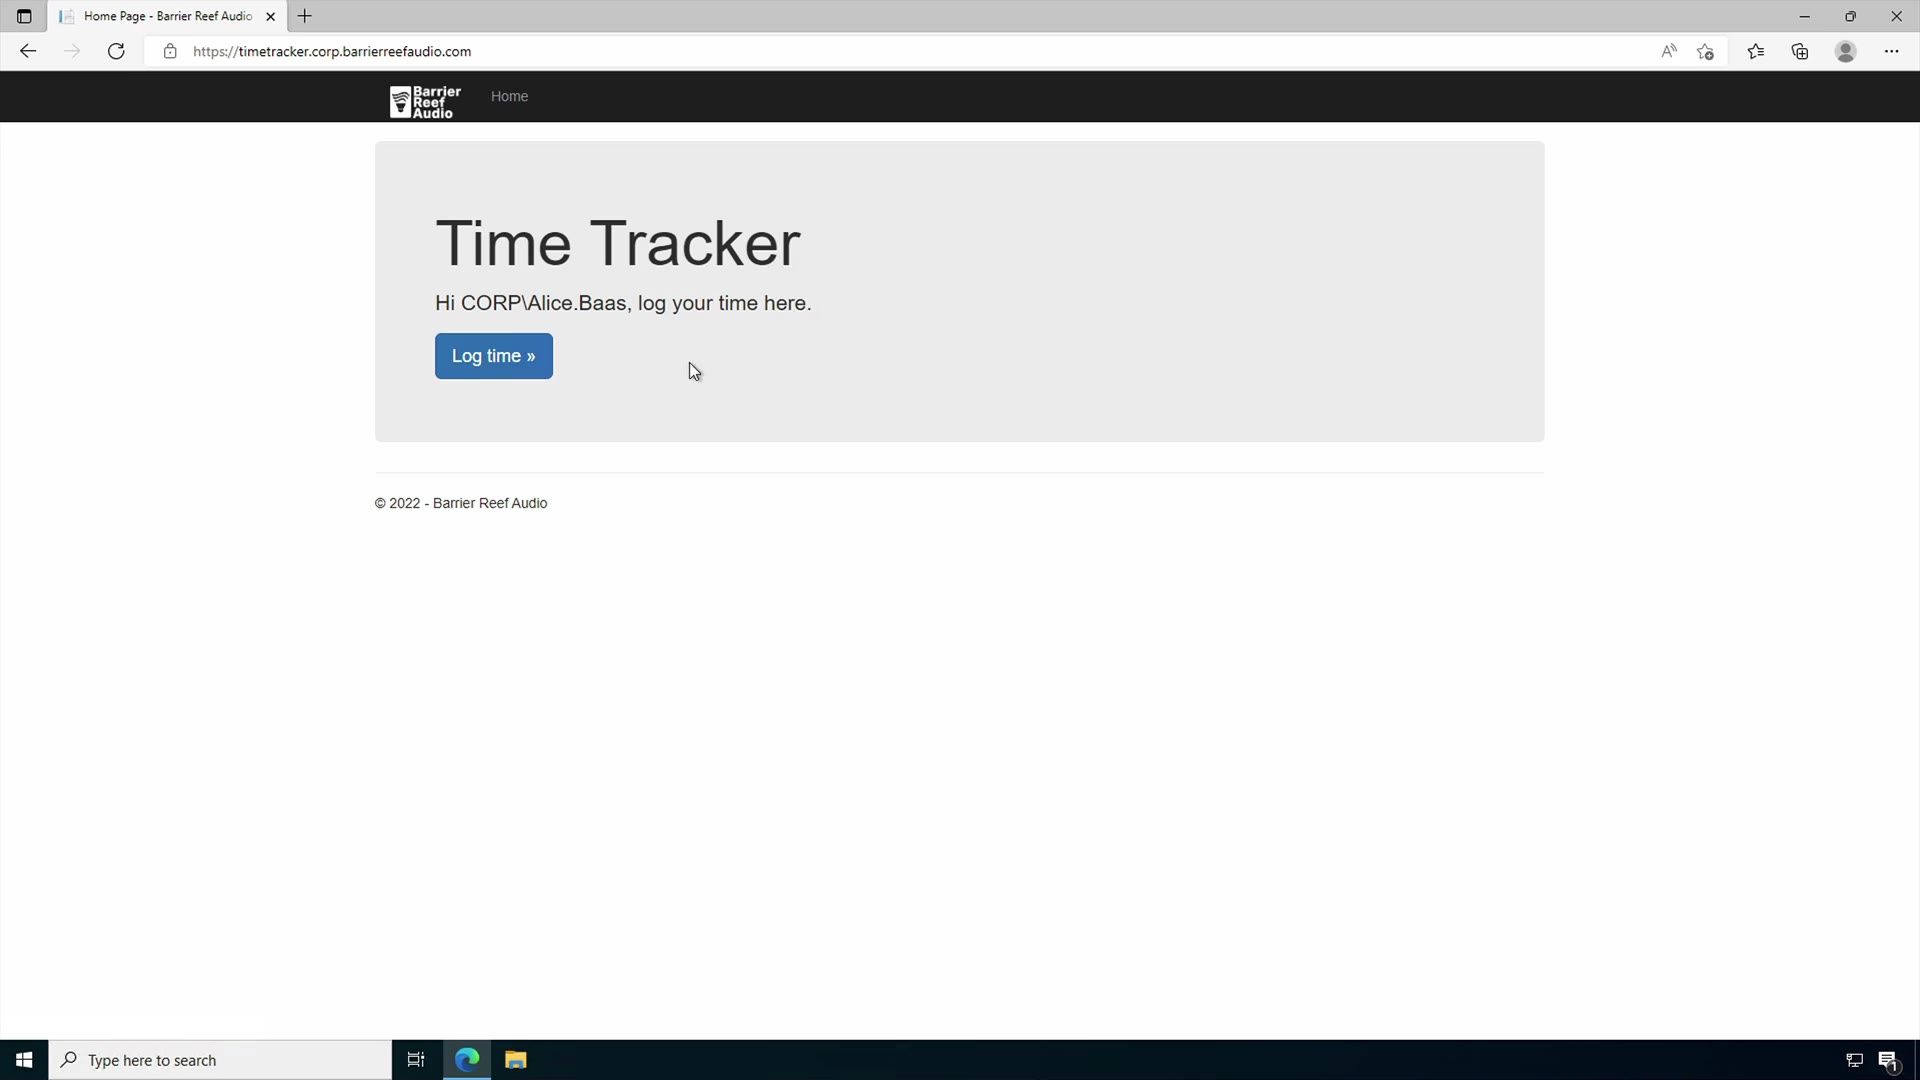 Home Page - Barrier Reef Audio
https://timetracker.corp.barrierreefaudio.com
Barrier
Reef
Audio
Home
Time Tracker
Hi CORP\Alice.Baas, log your time here.
Log time »
© 2022 - Barrier Reef Audio
Type here to search
1